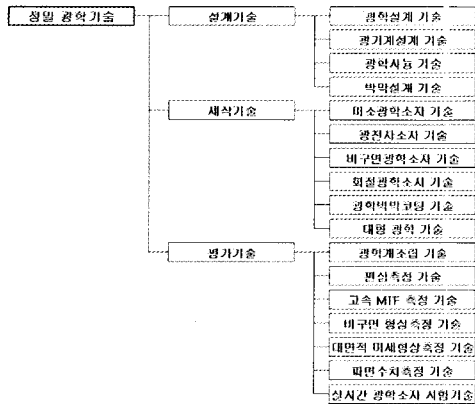 정밀 광학기술
설계기술
광학설계 기술
광기계설계 기술
광학사늄 기술
박막설계 기술
제작기술
미소광학소자 기술
광전자소자 기술
비구면광학소자 기술
회절광학소자 기술
광학박막코팅 기술
대형 광학 기술
평가기술
광학계조립 기술
편심측정 기술
고속 MTF 측정 기술
비구면 형상측정 기술
대면적 미세형상측정 기술
파면수차측정 기술
실시간 광학소자 시험기술